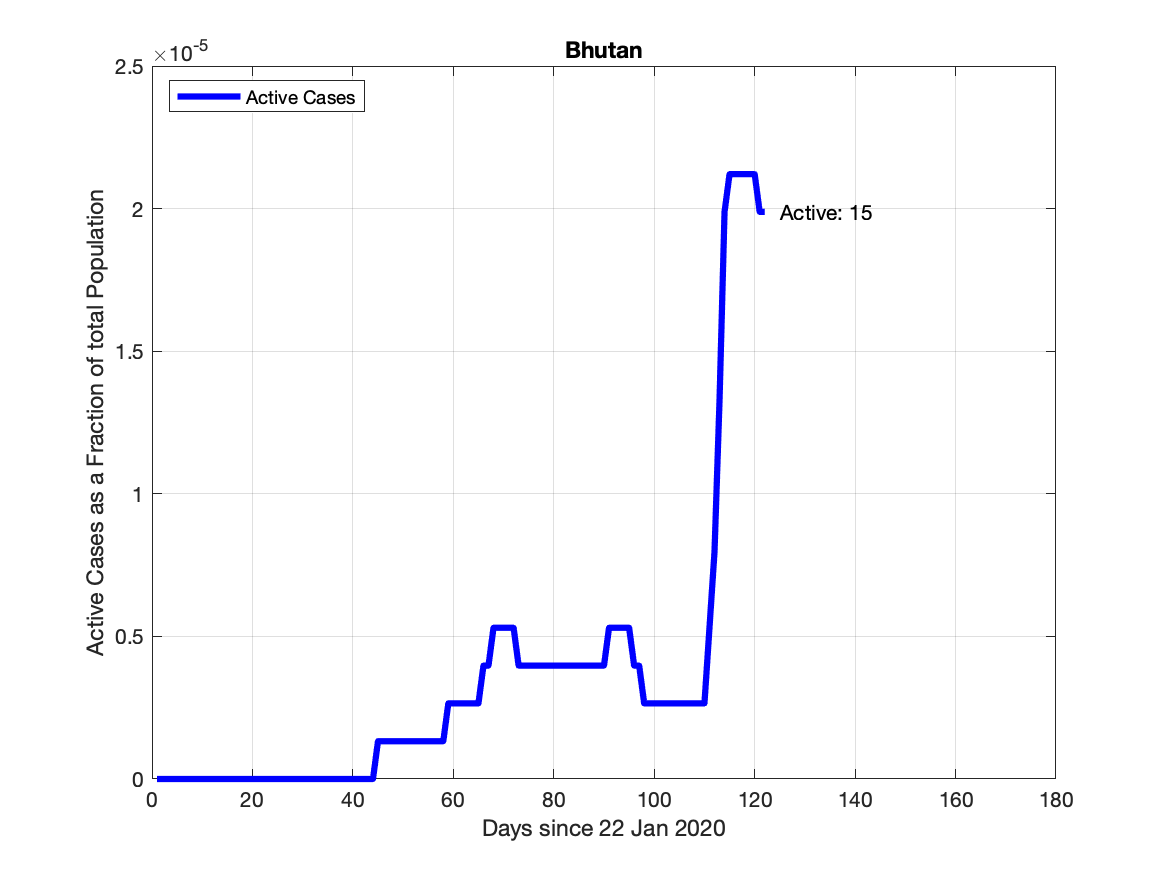 Bhutan
×10-5
Active Cases
Active: 15
2.5
2
1.5
1
0.5
0
0 20 40 60 80 100 120 140 160 180
Days since 22 Jan 2020
Active Cases as a Fraction of total Population